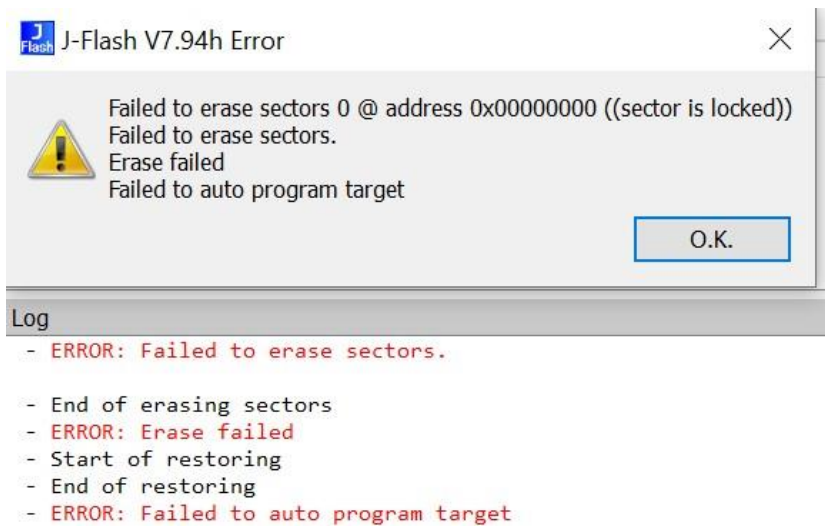 J
Flash
J-Flash V7.94h Error
Failed to erase sectors 0 @ address 0x00000000 ((sector is locked))
Failed to erase sectors.
Erase failed
Failed to auto program target
O.K.
Log
- ERROR: Failed to erase sectors.
- End of erasing sectors
- ERROR: Erase failed
- Start of restoring
- End of restoring
- ERROR: Failed to auto program target